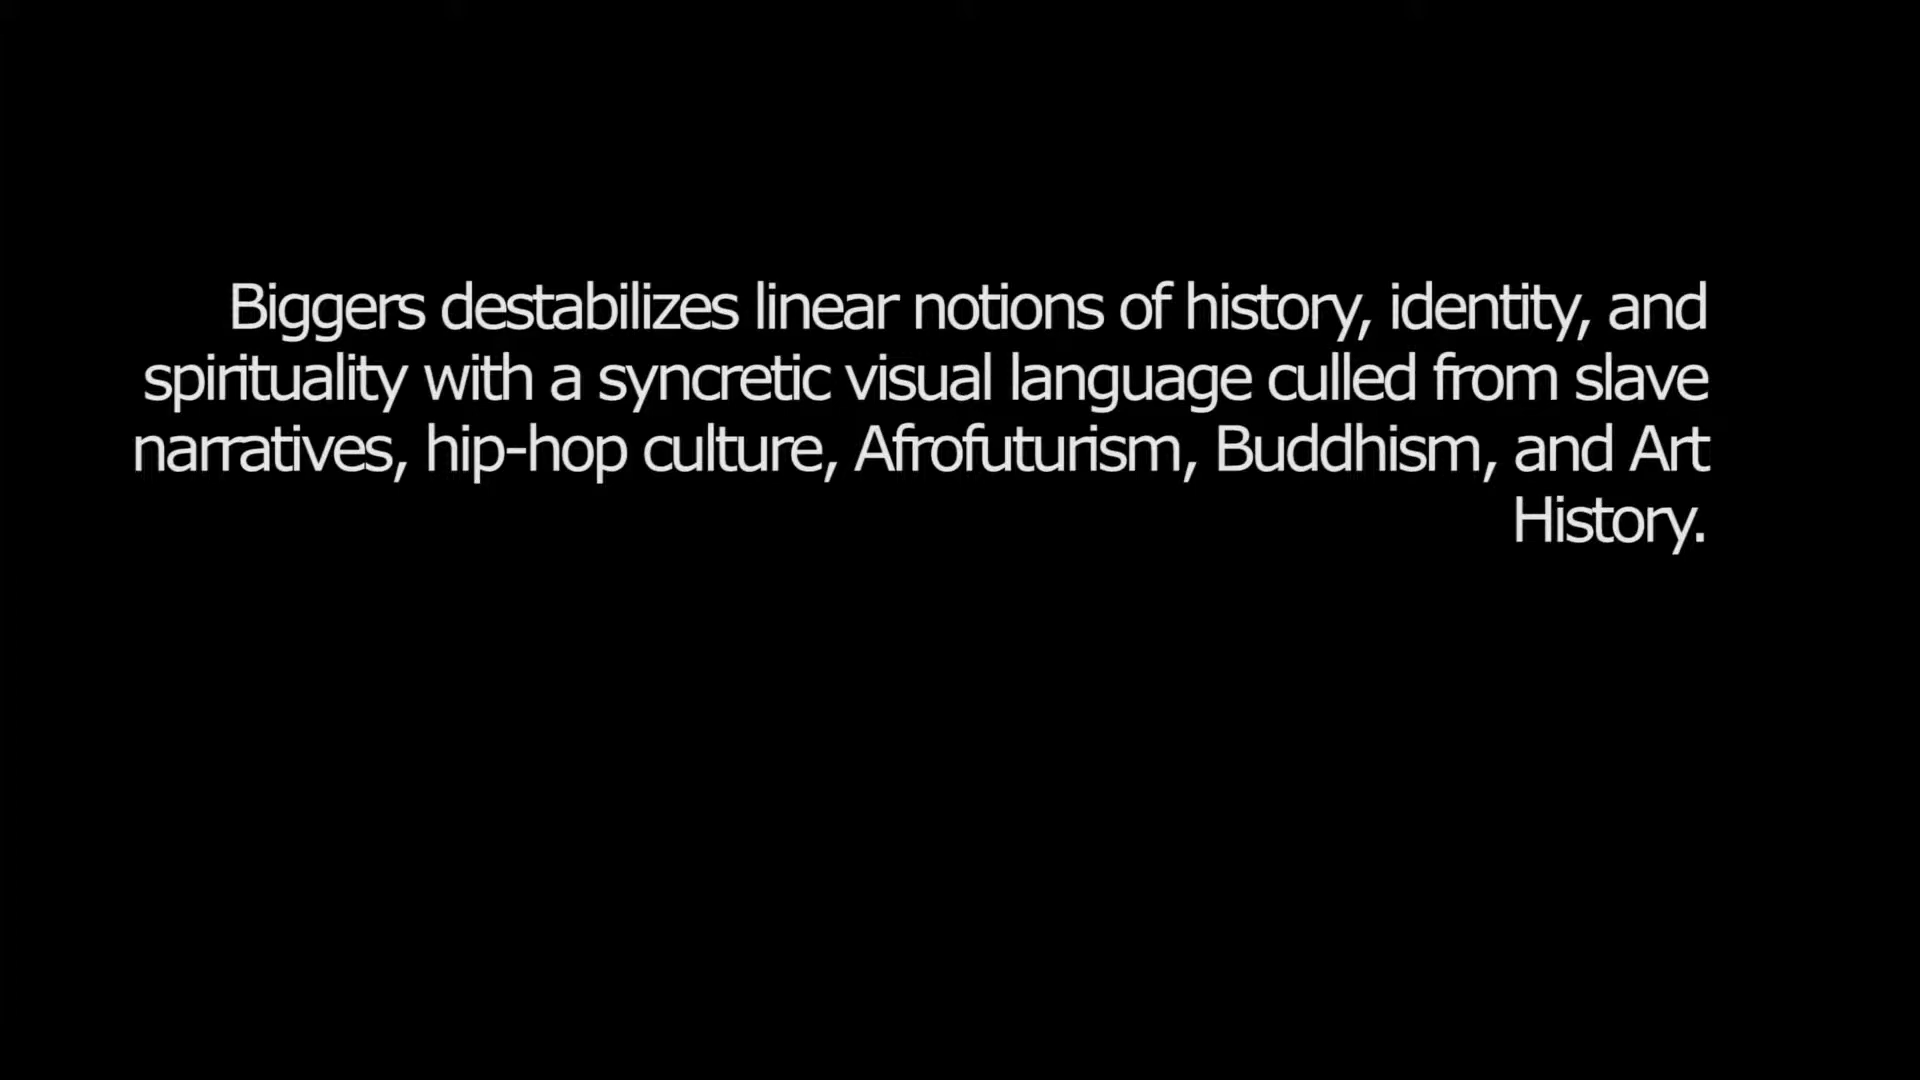 Biggers destabilizes linear notions of history, identity, and
spirituality with a syncretic visual language culled from slave
narratives, hip-hop culture, Afrofuturism, Buddhism, and Art
History.